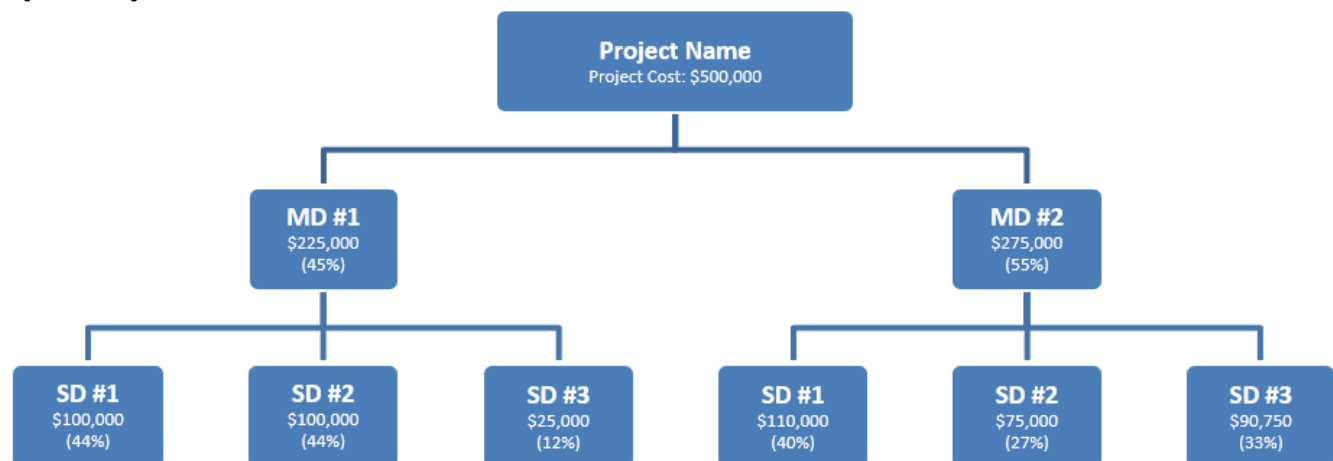 Project Name
Project Cost: $500,000
MD #1
$225,000
(45%)
MD #2
$275,000
(55%)
SD #1
$100,000
(44%)
SD #2
$100,000
(44%)
SD #3
$25,000
(12%)
SD #1
$110,000
(40%)
SD #2
$75,000
(27%)
SD #3
$90,750
(33%)